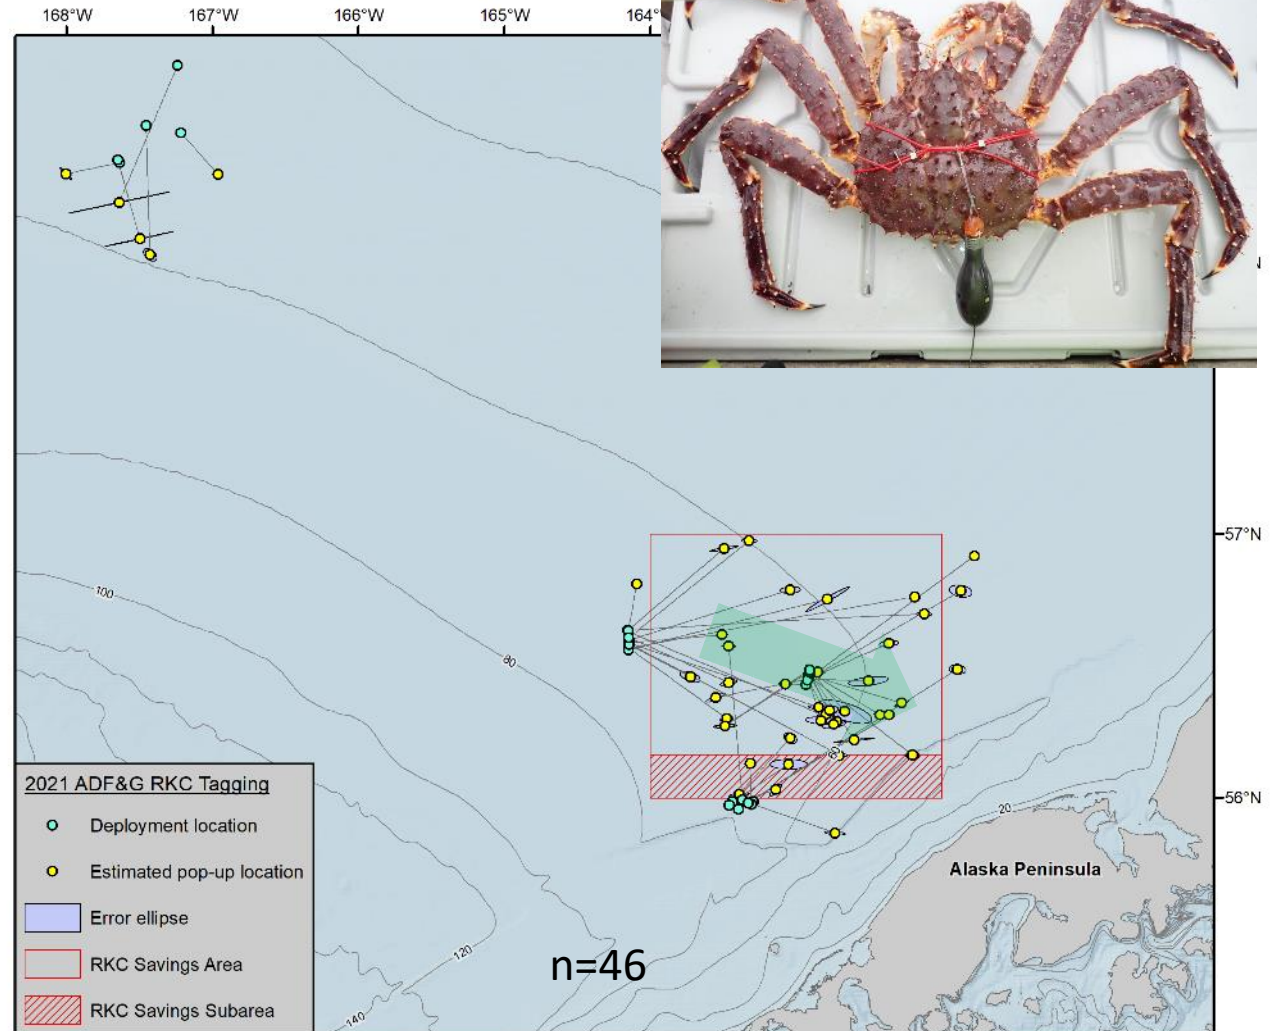 168°W 167°W 166°W 165°W 164°
57°N
100
80
60
56°N
20
2021 ADF&G RKC Tagging
Deployment location
Alaska Peninsula
Estimated pop-up location
Error ellipse
120
n=46
RKC Savings Area
RKC Savings Subarea
140